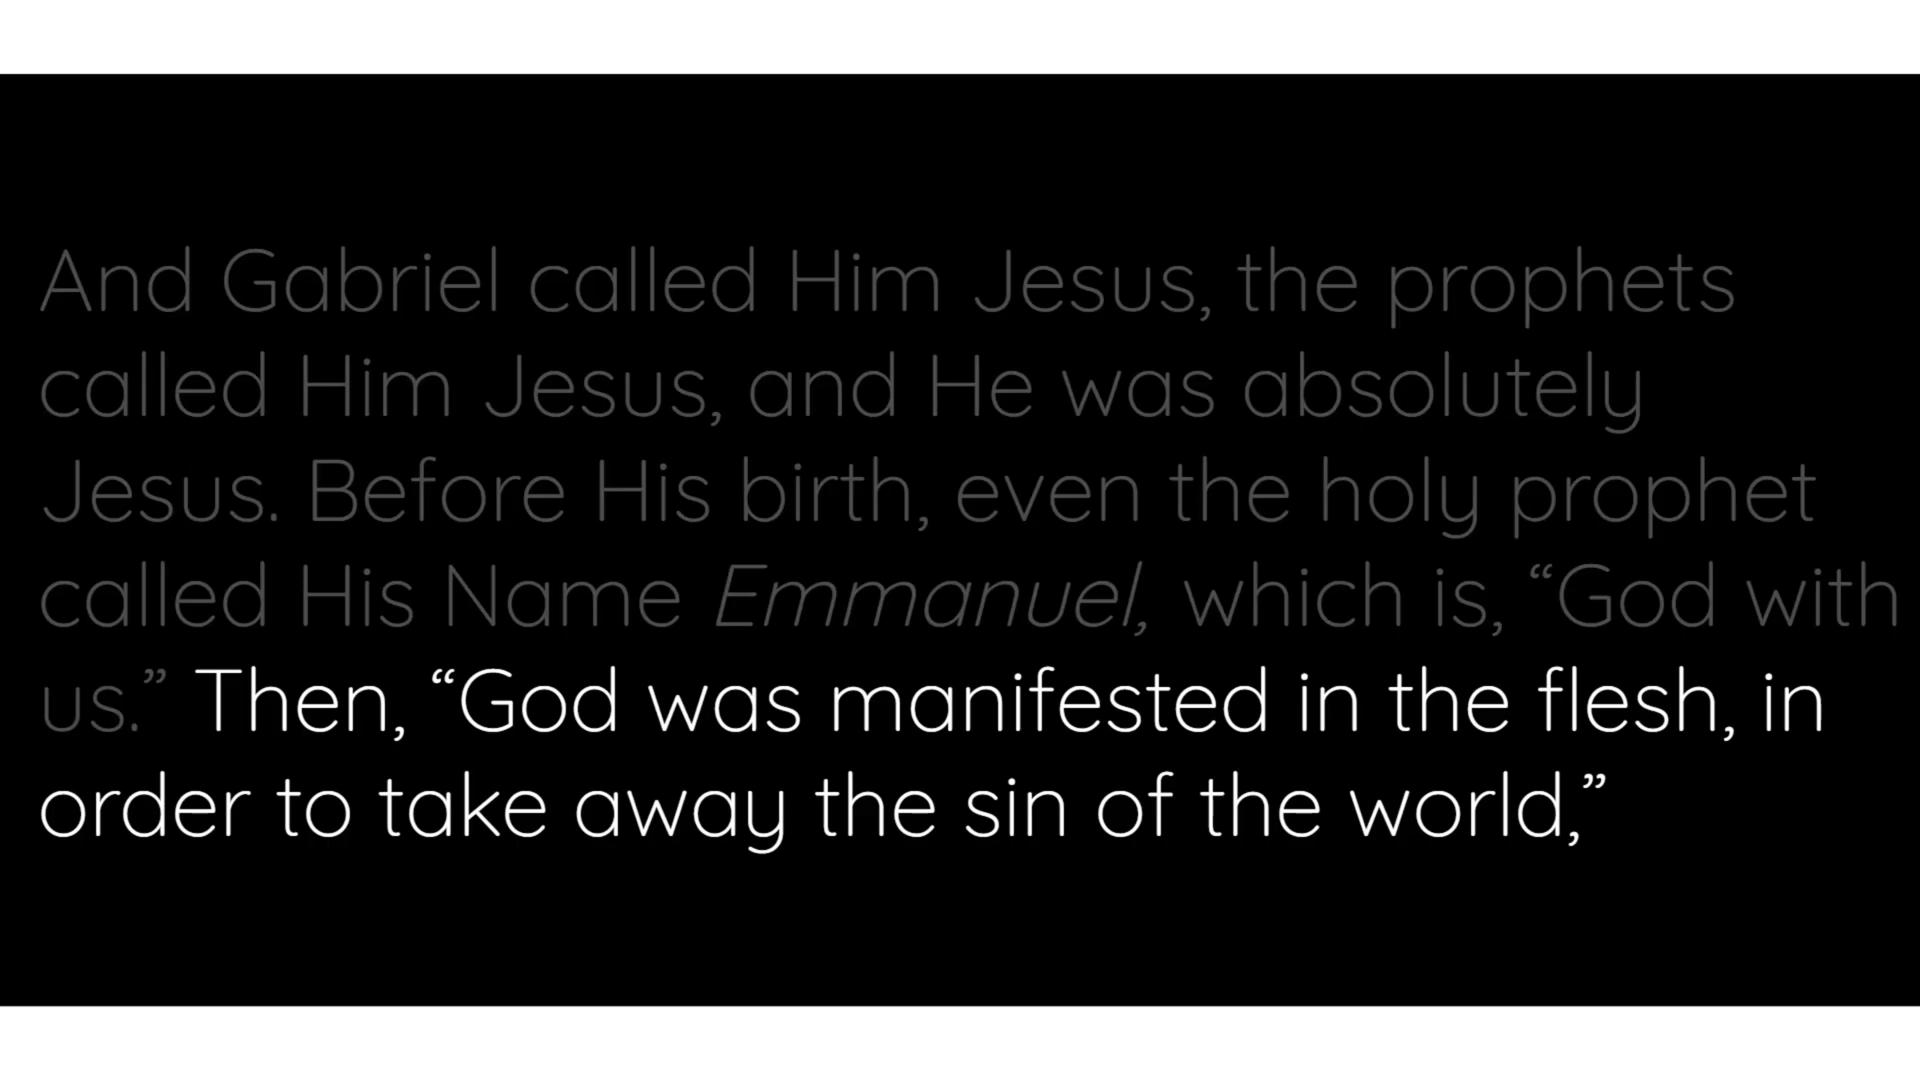 And Gabriel called Him Jesus, the prophets
called Him Jesus, and He was absolutely
Jesus. Before His birth, even the holy prophet
called His Name Emmanuel, which is, “God with
us.” Then, “God was manifested in the flesh, in
order to take away the sin of the world,”